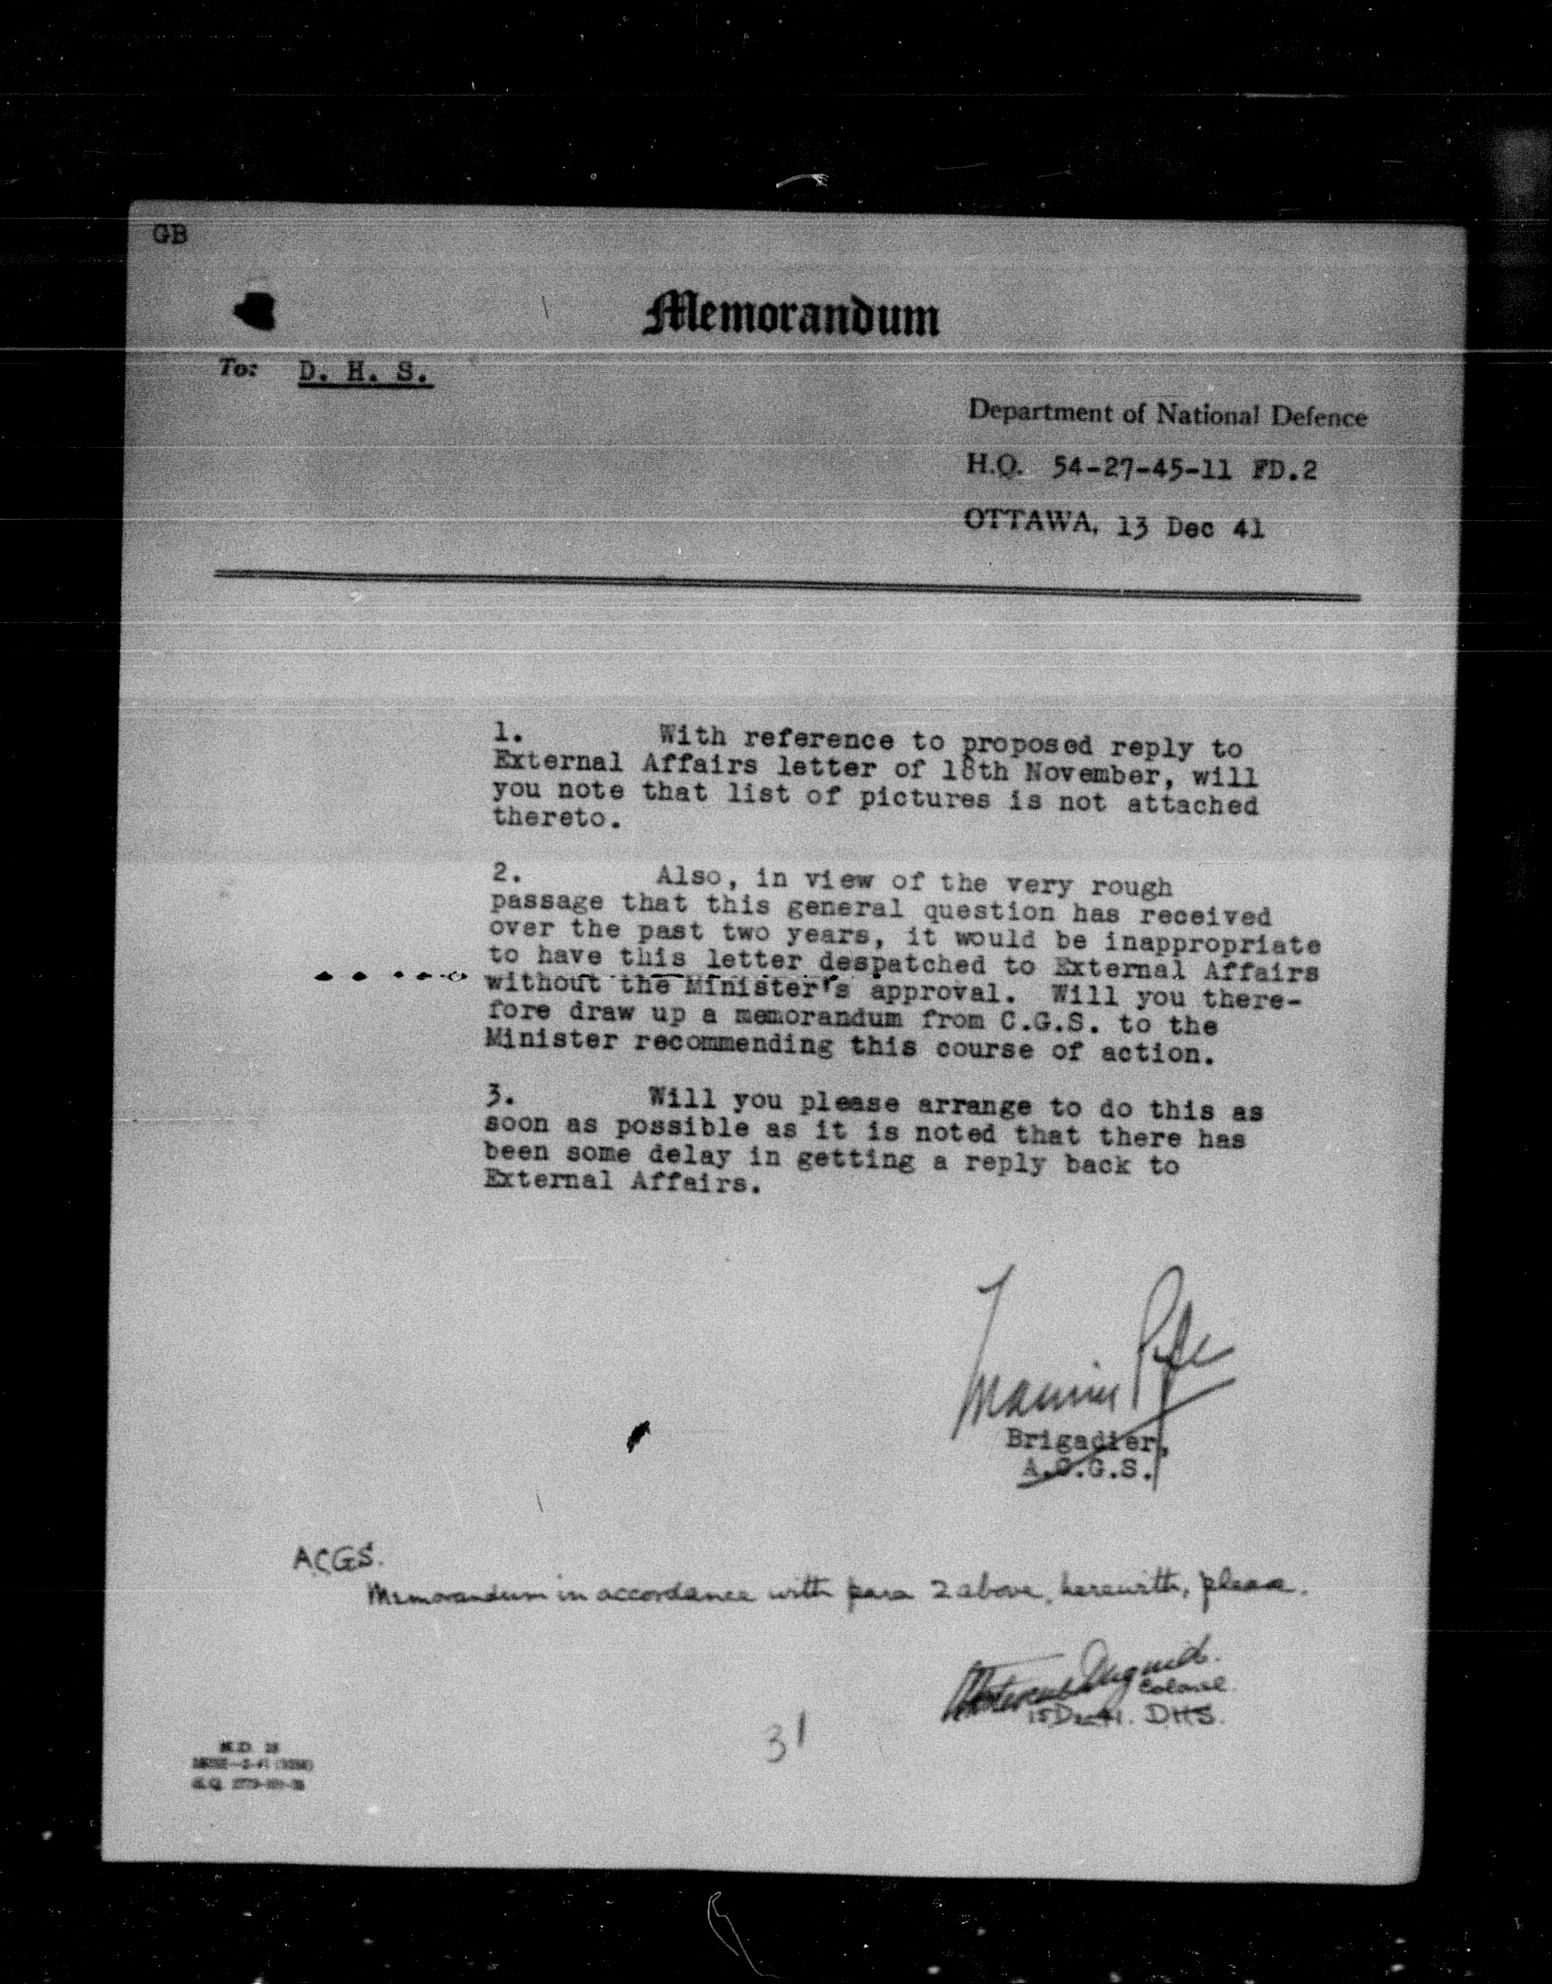 GB
Memorandum
To: D. H. S.
Department of National Defence
H.Q. 54-27-45-11 FD.2
OTTAWA, 13 Dec 41
1. With reference to proposed reply to
External Affairs letter of 18th November, will
you note that list of pictures is not attached
thereto.
2. Also, in view of the very rough
passage that this general question has received
over the past two years, it would be inappropriate
to have this letter despatched to External Affairs
without the Minister's approval. Will you there-
fore draw up a memorandum from C.G.S. to the
Minister recommending this course of action.
3. Will you please arrange to do this as
soon as possible as it is noted that there has
been some delay in getting a reply back to
External Affairs.
Maurice Pope
Brigadier,
A.C.G.S.
ACGS.
Memorandum in accordance with para 2 above, herewith, please.
Duguid.
Colonel
15 Dec 41. DHS.
31